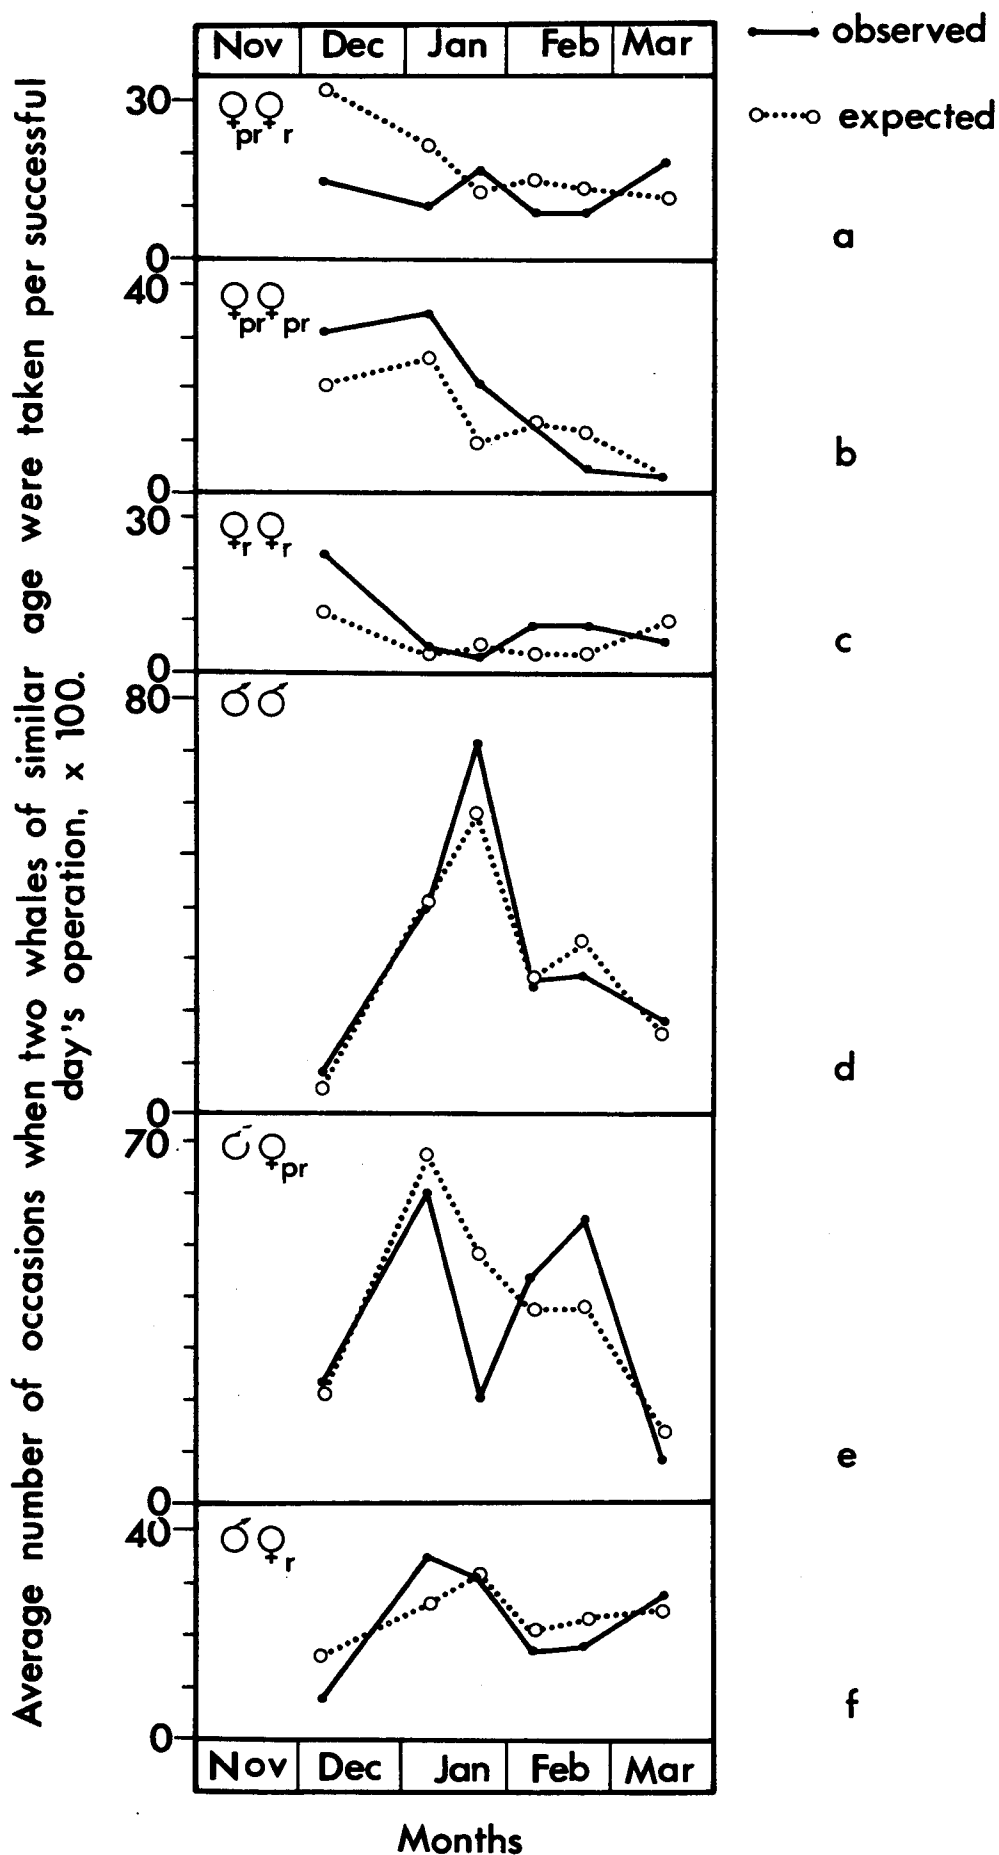 Nov Dec Jan Feb Mar
observed
expected
Average number of occasions when two whales of similar age were taken per successful
day's operation, x 100.
30
♀pr♀r
0
a
40
♀pr♀pr
0
b
30
♀r♀r
0
c
80
♂♂
0
d
70
♂♀pr
0
e
40
♂♀r
0
f
Nov Dec Jan Feb Mar
Months